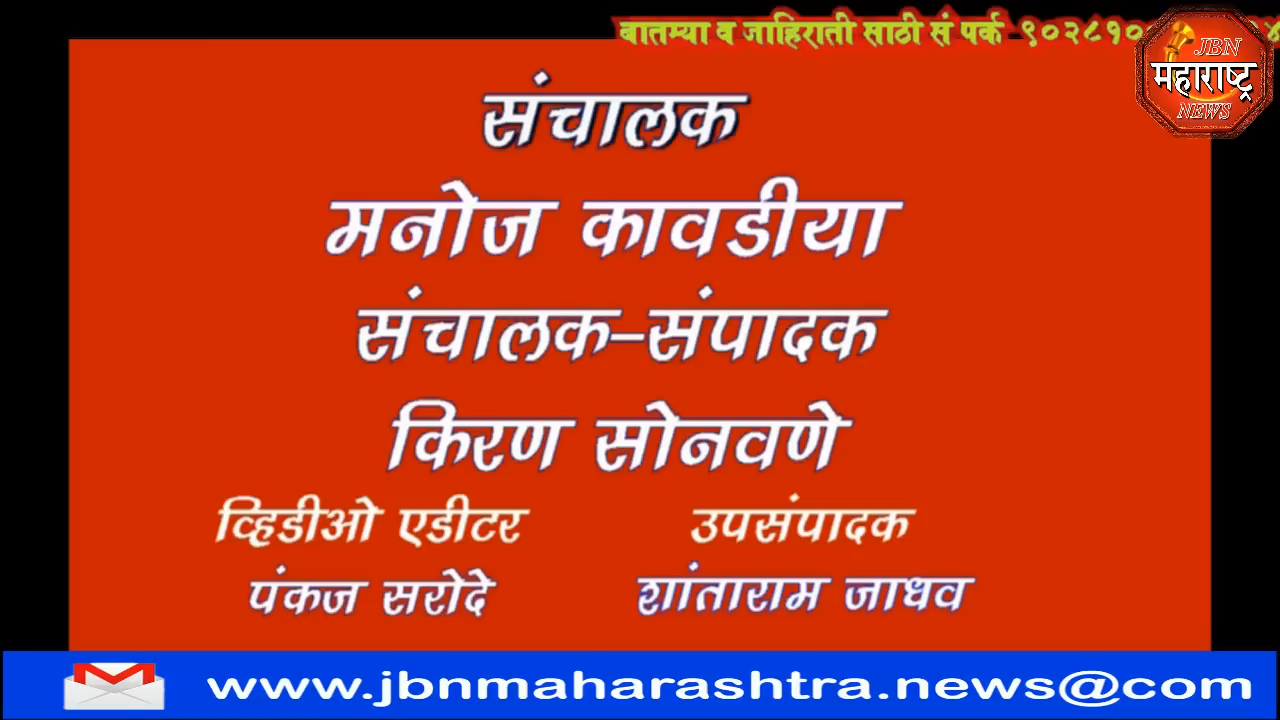 बातम्या व जाहिराती साठी सं पर्क
JBN
महाराष्ट्र
NEWS
संचालक
मनोज कावडीया
संचालक-संपादक
किरण सोनवणे
व्हिडीओ एडीटर उपसंपादक
पंकज सरोदे शांताराम जाधव
www.jbnmaharashtra.news@com